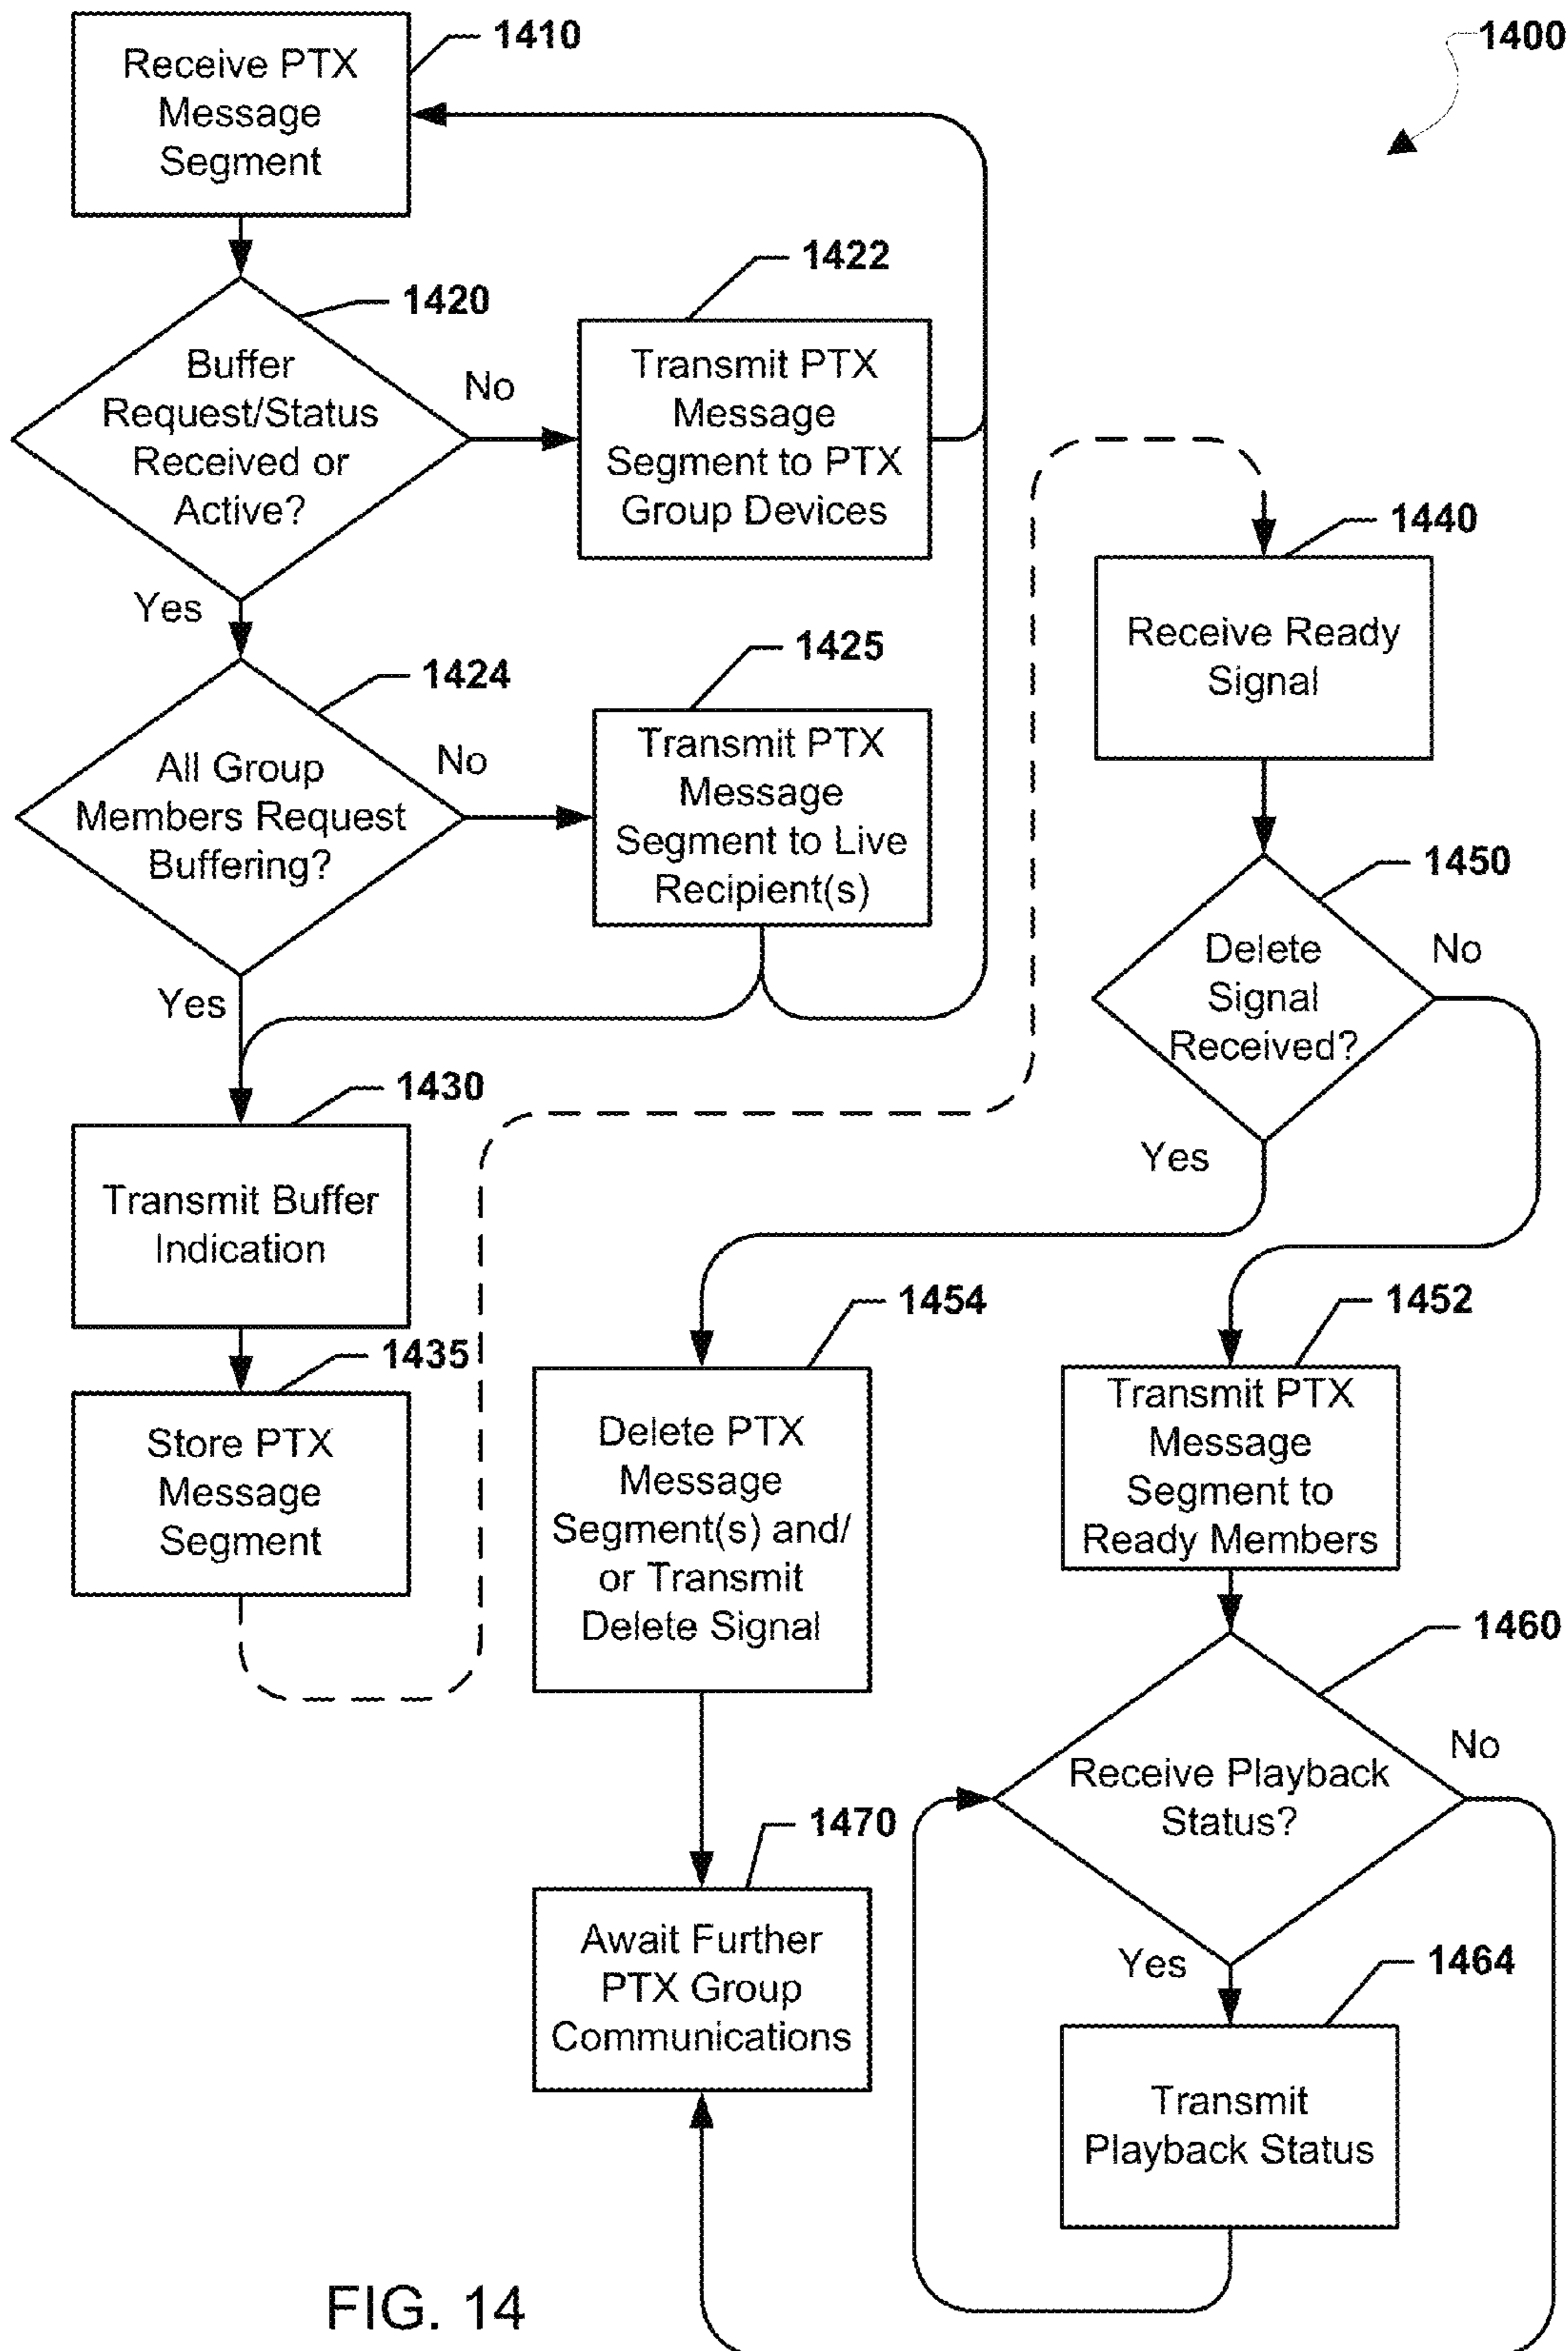 1400
1410
Receive PTX
Message
Segment
1420
Buffer
Request/Status
Received or
Active?
No
1422
Transmit PTX
Message
Segment to PTX
Group Devices
Yes
1424
All Group
Members Request
Buffering?
No
1425
Transmit PTX
Message
Segment to Live
Recipient(s)
Yes
1430
Transmit Buffer
Indication
1435
Store PTX
Message
Segment
1440
Receive Ready
Signal
1450
Delete
Signal
Received?
No
Yes
1454
Delete PTX
Message
Segment(s) and/
or Transmit
Delete Signal
1452
Transmit PTX
Message
Segment to
Ready Members
1460
Receive Playback
Status?
No
Yes
1464
Transmit
Playback Status
1470
Await Further
PTX Group
Communications
FIG. 14